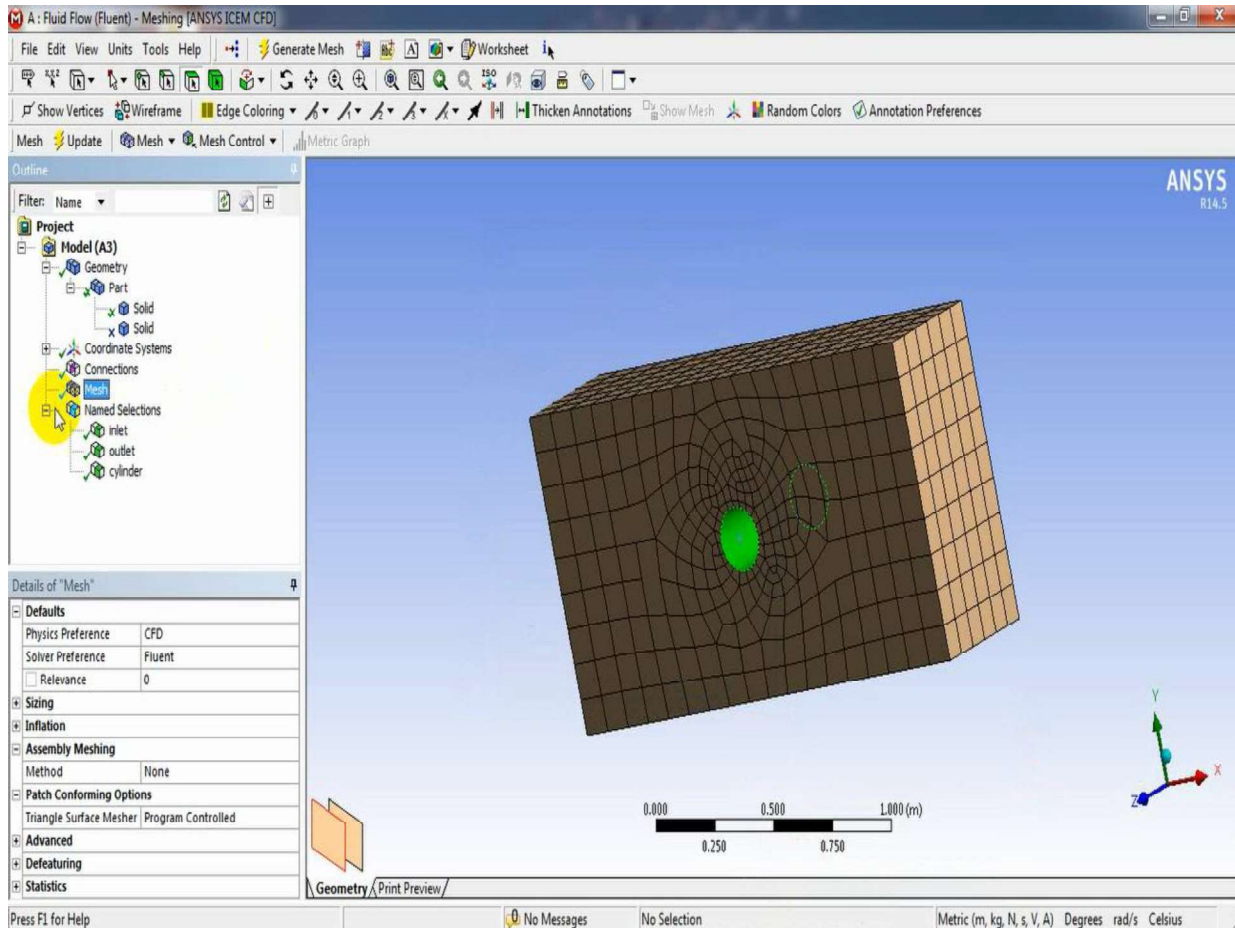 A : Fluid Flow (Fluent) - Meshing [ANSYS ICEM CFD]
File Edit View Units Tools Help Generate Mesh A Worksheet
Show Vertices Wireframe Edge Coloring Thicken Annotations Show Mesh Random Colors Annotation Preferences
Mesh Update Mesh Mesh Control Metric Graph
Outline
Filter: Name
Project
Model (A3)
Geometry
Part
Solid
Solid
Coordinate Systems
Connections
Mesh
Named Selections
inlet
outlet
cylinder
Details of "Mesh"
Defaults
Physics Preference CFD
Solver Preference Fluent
Relevance 0
Sizing
Inflation
Assembly Meshing
Method None
Patch Conforming Options
Triangle Surface Mesher Program Controlled
Advanced
Defeaturing
Statistics
ANSYS
R14.5
Y
X
Z
0.000 0.500 1.000 (m)
0.250 0.750
Geometry Print Preview
Press F1 for Help 0 No Messages No Selection Metric (m, kg, N, s, V, A) Degrees rad/s Celsius